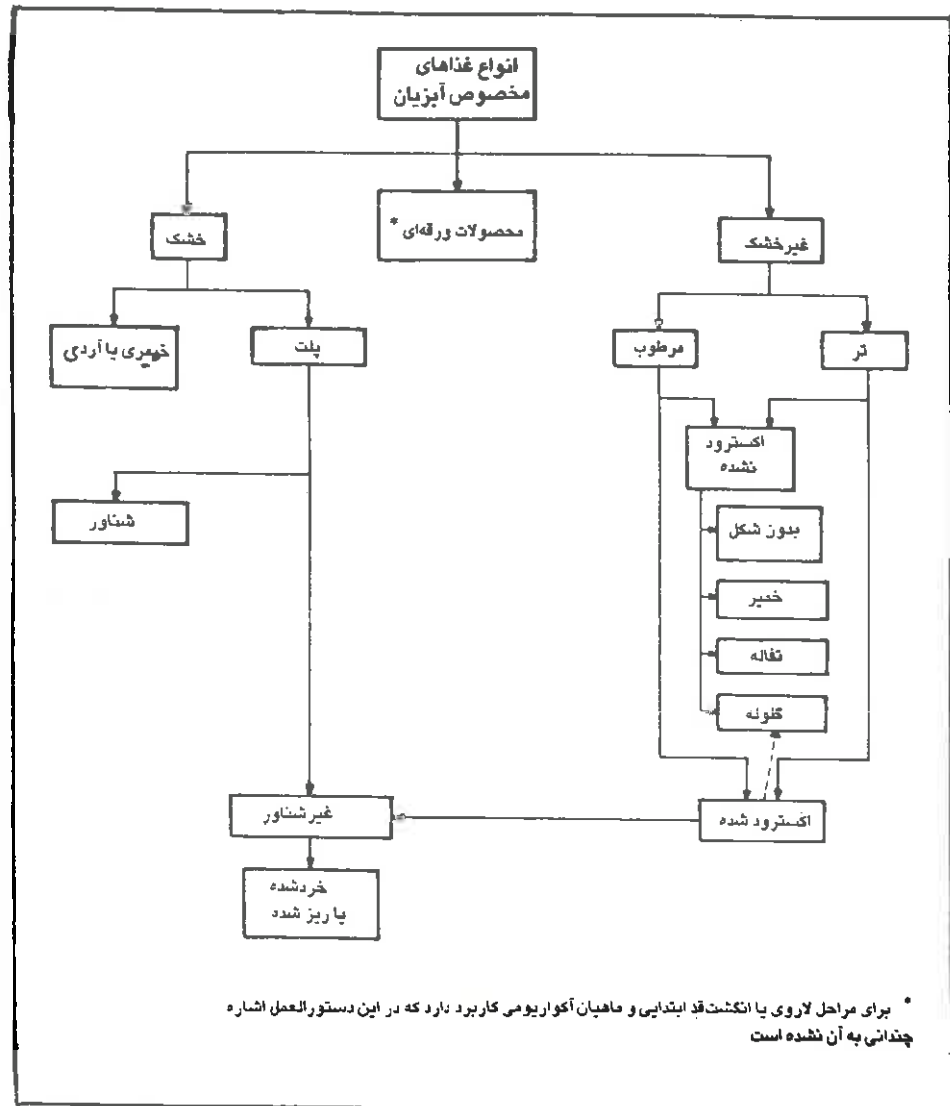 انواع غذاهای
مخصوص آبزیان
غیرخشک
محصولات ورقه‌ای *
خشک
تر
مرطوب
پلت
خمیری یا آردی
اکسترود
نشده
بدون شکل
خمیر
تفاله
گلوله
شناور
اکسترود شده
غیرشناور
خردشده
یا ریز شده
* برای مراحل لاروی یا انگشت‌قد ابتدایی و ماهیان آکواریومی کاربرد دارد که در این دستورالعمل اشاره
چندانی به آن نشده است